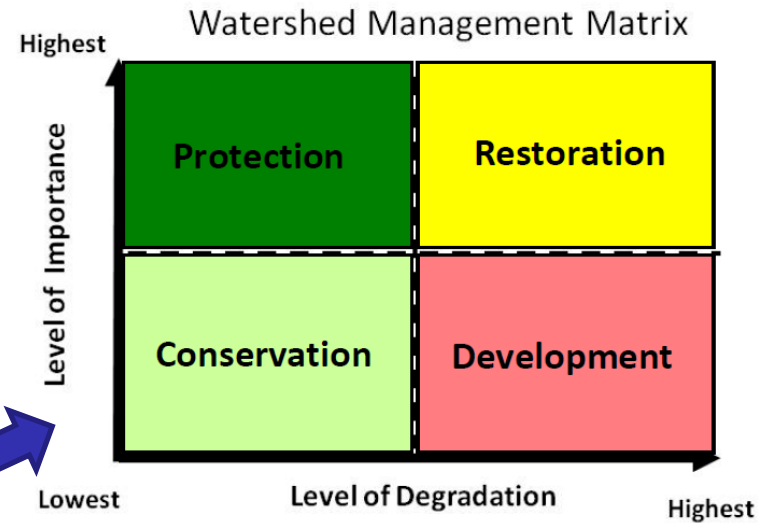 Watershed Management Matrix
Highest
Level of Importance
Protection
Restoration
Conservation
Development
Lowest
Level of Degradation
Highest